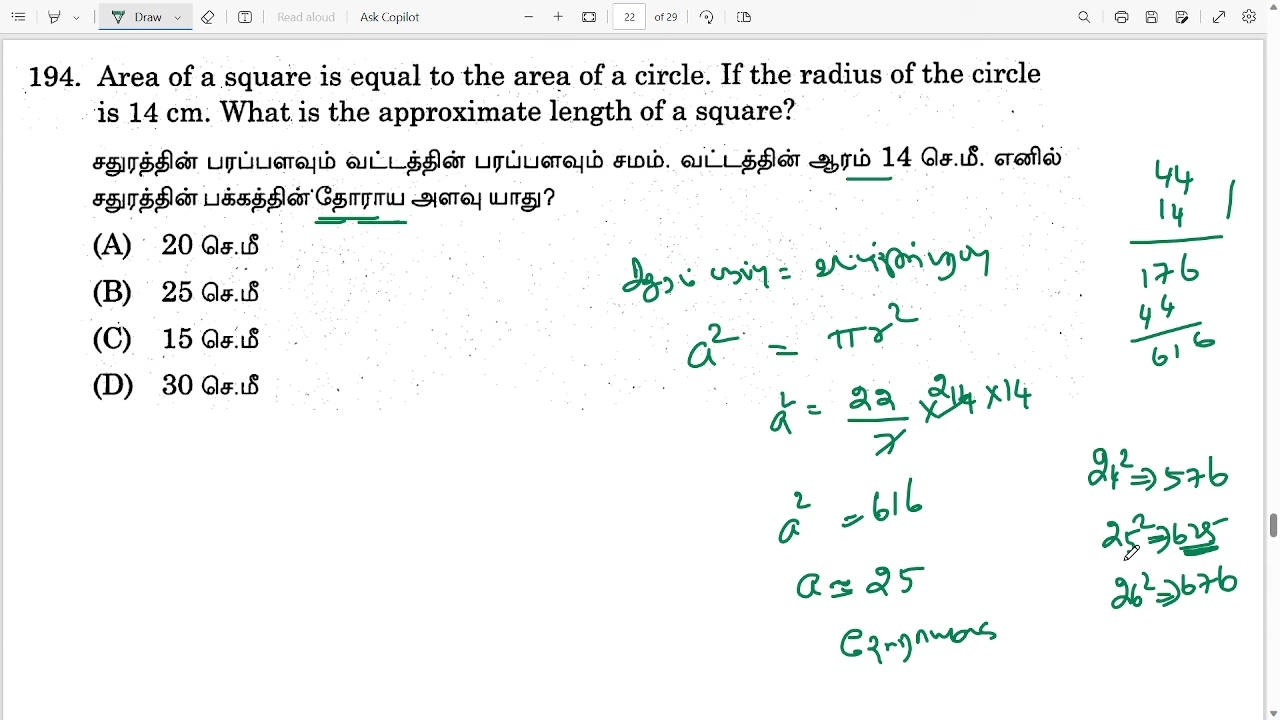 Draw
Read aloud
Ask Copilot
22
of 29
194. Area of a square is equal to the area of a circle. If the radius of the circle
is 14 cm. What is the approximate length of a square?
சதுரத்தின் பரப்பளவும் வட்டத்தின் பரப்பளவும் சமம். வட்டத்தின் ஆரம் 14 செ.மீ. எனில்
சதுரத்தின் பக்கத்தின் தோராய அளவு யாது?
(A) 20 செ.மீ
(B) 25 செ.மீ
(C) 15 செ.மீ
(D) 30 செ.மீ
a² = πr²
a² = 22/7 × 14 × 14
a² = 616
a ≈ 25
44
14
176
44
616
24² ⇒ 576
25² ⇒ 625
26² ⇒ 676